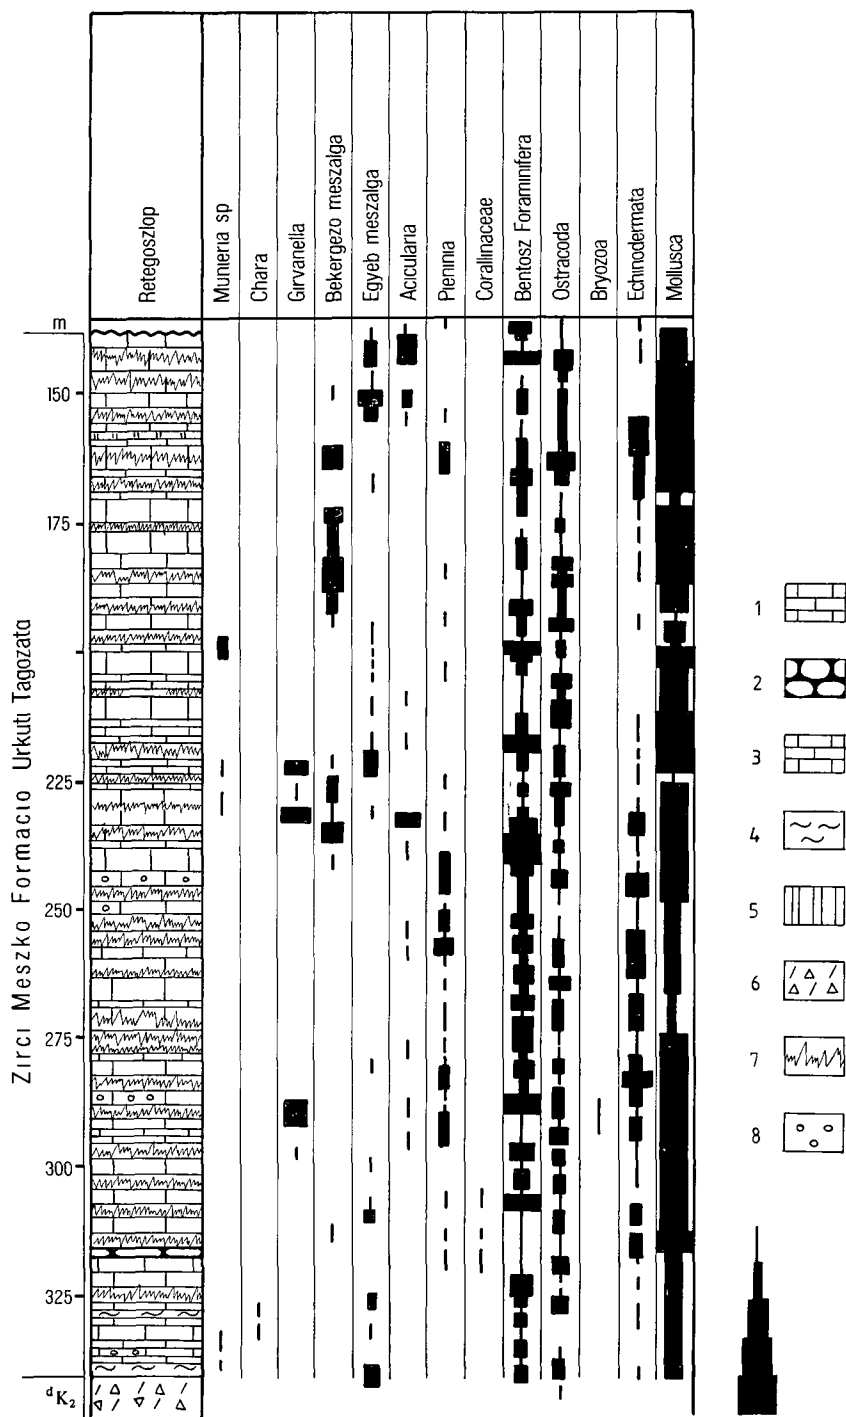 Retegoszlop
Munieria sp
Chara
Girvanella
Bekergezo meszalga
Egyeb meszalga
Acicularia
Pieninia
Corallinaceae
Bentosz Foraminifera
Ostracoda
Bryozoa
Echinodermata
Mollusca
m
150
175
225
250
275
300
325
dK2
Zirci Meszko Formacio Urkuti Tagozata
1
2
3
4
5
6
7
8